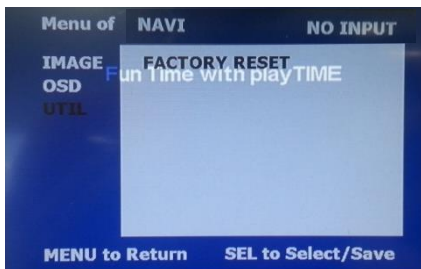 Menu of NAVI NO INPUT
IMAGE FACTORY RESET
Fun Time with playTIME
OSD
UTIL
MENU to Return SEL to Select/Save